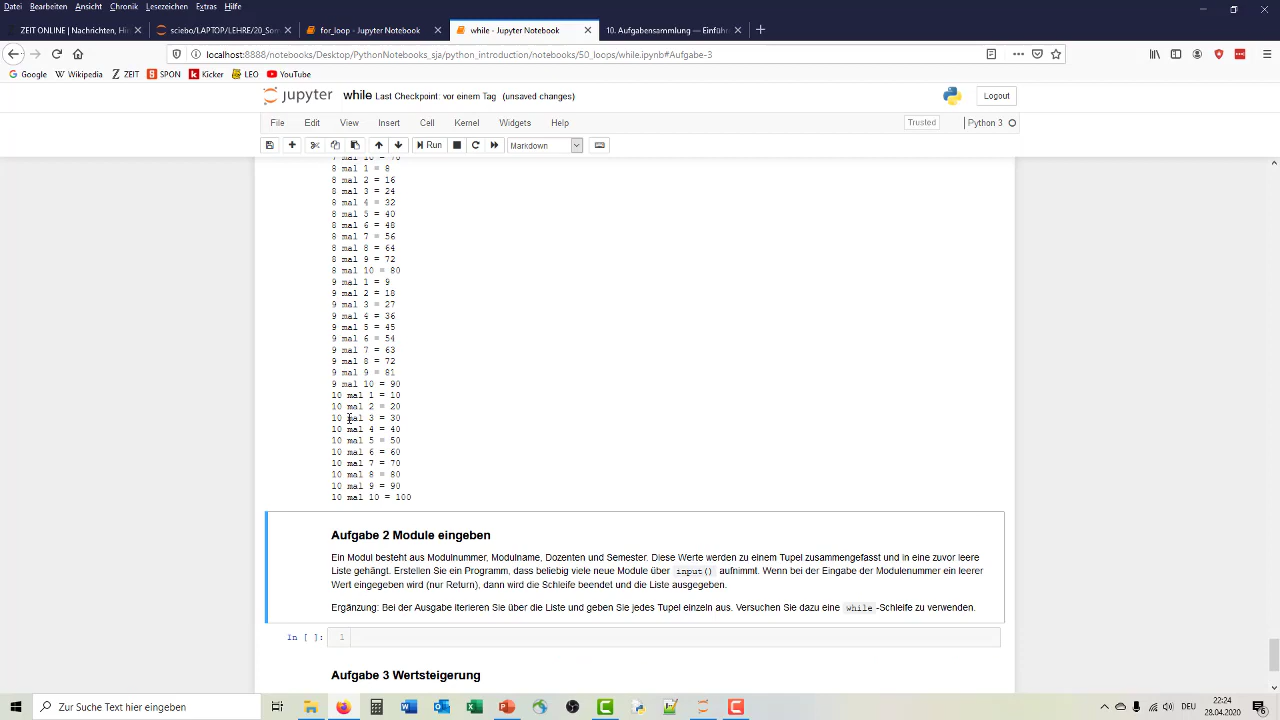 Datei Bearbeiten Ansicht Chronik Lesezeichen Extras Hilfe
ZEIT ONLINE | Nachrichten, Hi
sciebo/LAPTOP/LEHRE/20_Son
for_loop - Jupyter Notebook
while - Jupyter Notebook
10. Aufgabensammlung — Einführ
localhost:8888/notebooks/Desktop/PythonNotebook_sja/python_introduction/notebooks/50_loops/while.ipynb#Aufgabe-3
Google Wikipedia ZEIT SPON Kicker LEO YouTube
jupyter while Last Checkpoint: vor einem Tag (unsaved changes) Logout
File Edit View Insert Cell Kernel Widgets Help Trusted Python 3
Run Markdown
7 mal 10 = 70
8 mal 1 = 8
8 mal 2 = 16
8 mal 3 = 24
8 mal 4 = 32
8 mal 5 = 40
8 mal 6 = 48
8 mal 7 = 56
8 mal 8 = 64
8 mal 9 = 72
8 mal 10 = 80
9 mal 1 = 9
9 mal 2 = 18
9 mal 3 = 27
9 mal 4 = 36
9 mal 5 = 45
9 mal 6 = 54
9 mal 7 = 63
9 mal 8 = 72
9 mal 9 = 81
9 mal 10 = 90
10 mal 1 = 10
10 mal 2 = 20
10 mal 3 = 30
10 mal 4 = 40
10 mal 5 = 50
10 mal 6 = 60
10 mal 7 = 70
10 mal 8 = 80
10 mal 9 = 90
10 mal 10 = 100
Aufgabe 2 Module eingeben
Ein Modul besteht aus Modulnummer, Modulname, Dozenten und Semester. Diese Werte werden zu einem Tupel zusammengefasst und in eine zuvor leere
Liste gehängt. Erstellen Sie ein Programm, dass beliebig viele neue Module über input() aufnimmt. Wenn bei der Eingabe der Modulenummer ein leerer
Wert eingegeben wird (nur Return), dann wird die Schleife beendet und die Liste ausgegeben.
Ergänzung: Bei der Ausgabe iterieren Sie über die Liste und geben Sie jedes Tupel einzeln aus. Versuchen Sie dazu eine while -Schleife zu verwenden.
In [ ]: 1
Aufgabe 3 Wertsteigerung
Zur Suche Text hier eingeben
DEU
22:24
28.04.2020